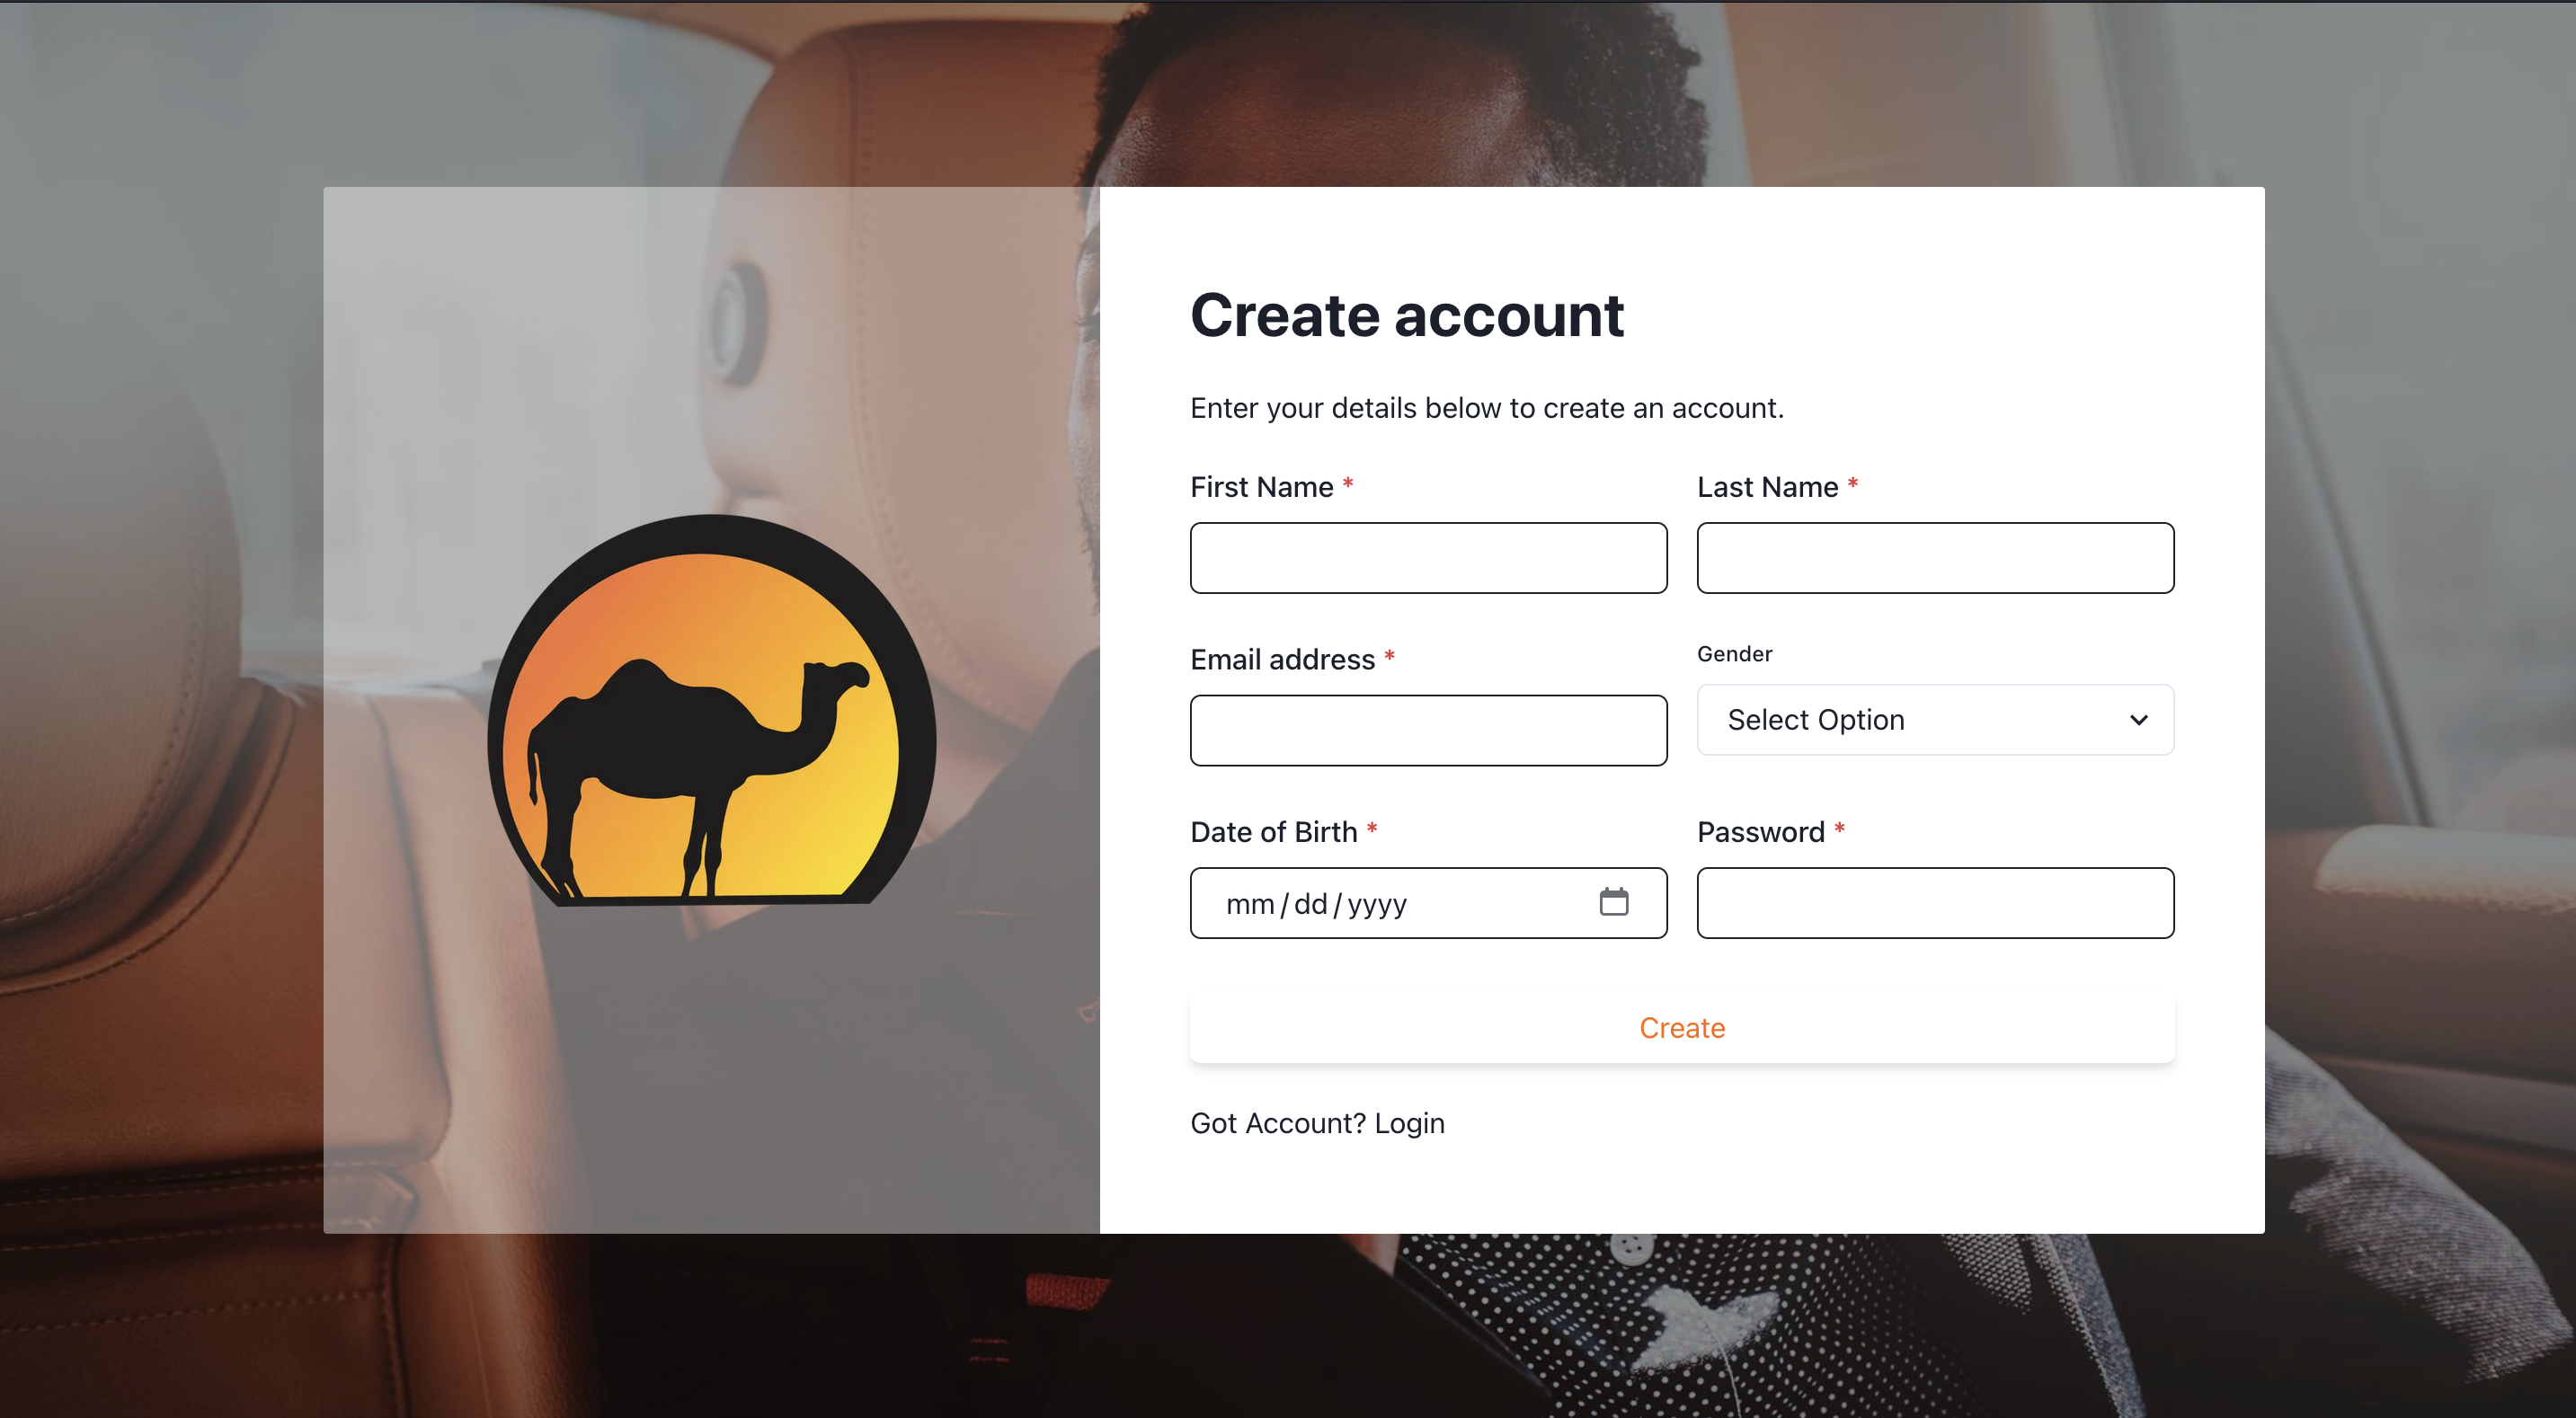 Create account
Enter your details below to create an account.
First Name *
Last Name *
Email address *
Gender
Select Option
Date of Birth *
Password *
mm/dd/yyyy
Create
Got Account? Login